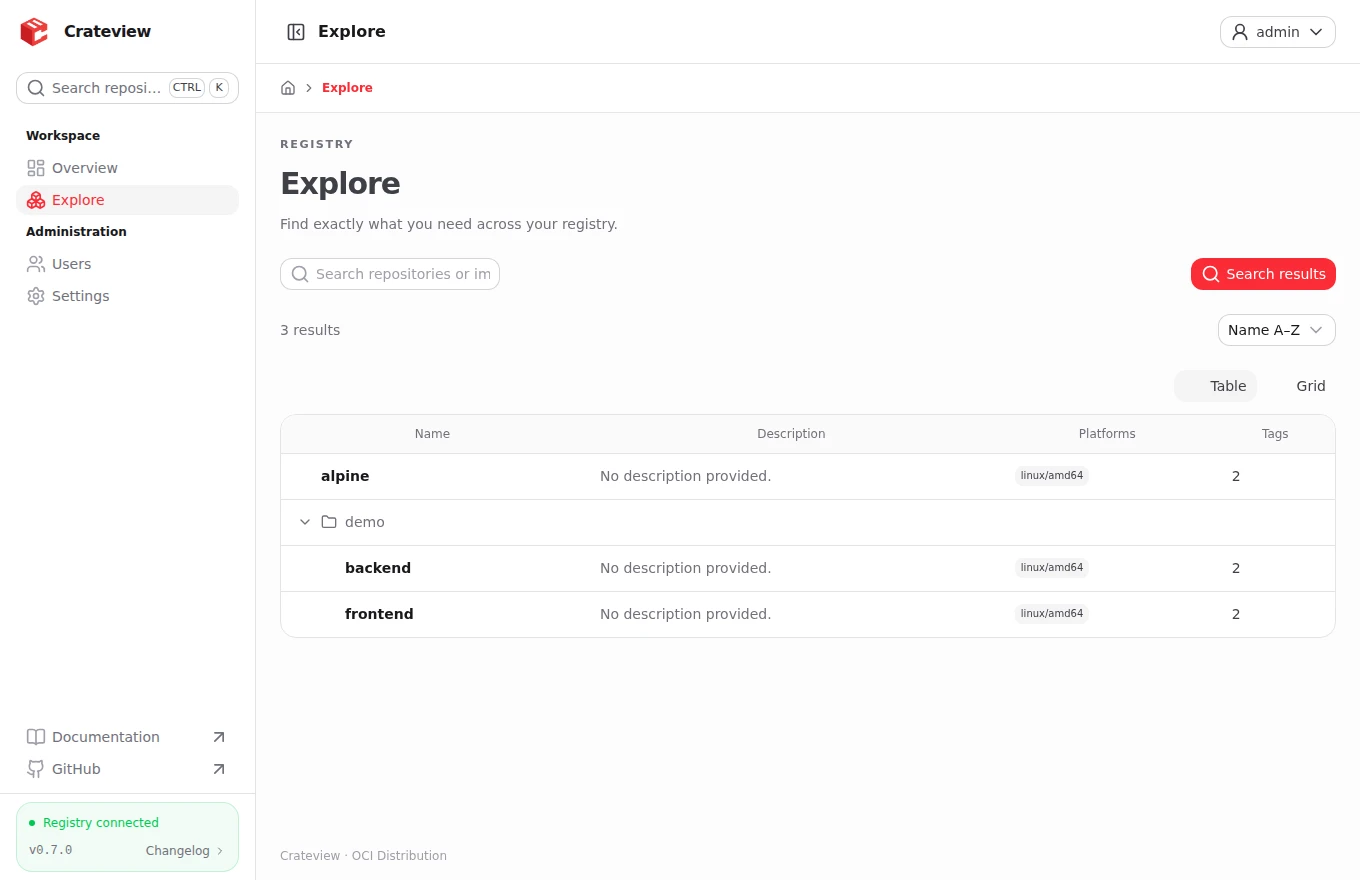 Crateview
Search reposi… CTRL K
Workspace
Overview
Explore
Administration
Users
Settings
Documentation
GitHub
Registry connected
v0.7.0 Changelog
Explore
admin
Explore
REGISTRY
Explore
Find exactly what you need across your registry.
Search repositories or im
Search results
3 results
Name A–Z
Table Grid
Name Description Platforms Tags
alpine No description provided. linux/amd64 2
demo
backend No description provided. linux/amd64 2
frontend No description provided. linux/amd64 2
Crateview · OCI Distribution